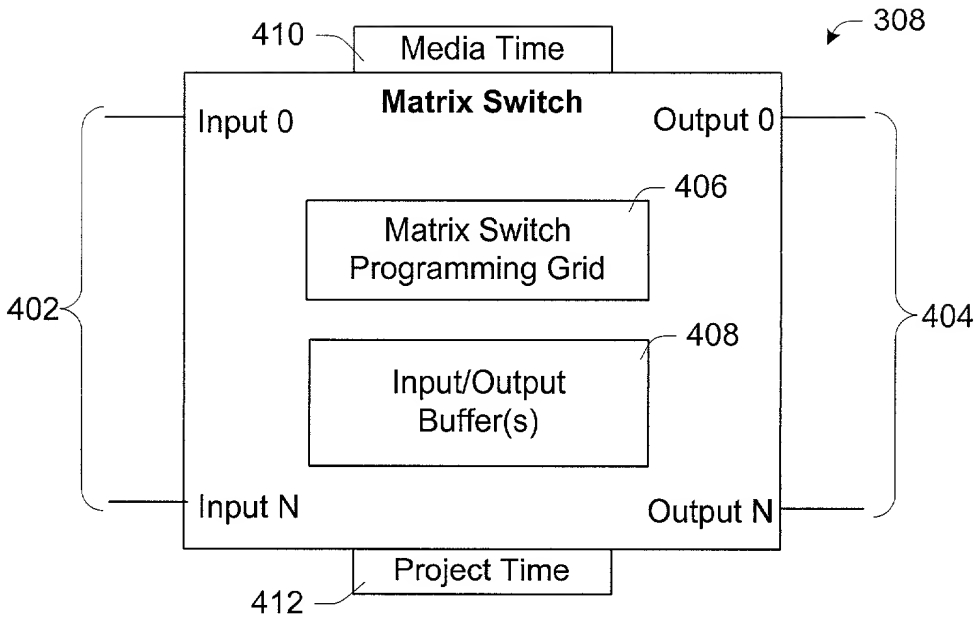 308
410
Media Time
Matrix Switch
Input 0
Output 0
406
Matrix Switch
Programming Grid
402
404
408
Input/Output
Buffer(s)
Input N
Output N
Project Time
412